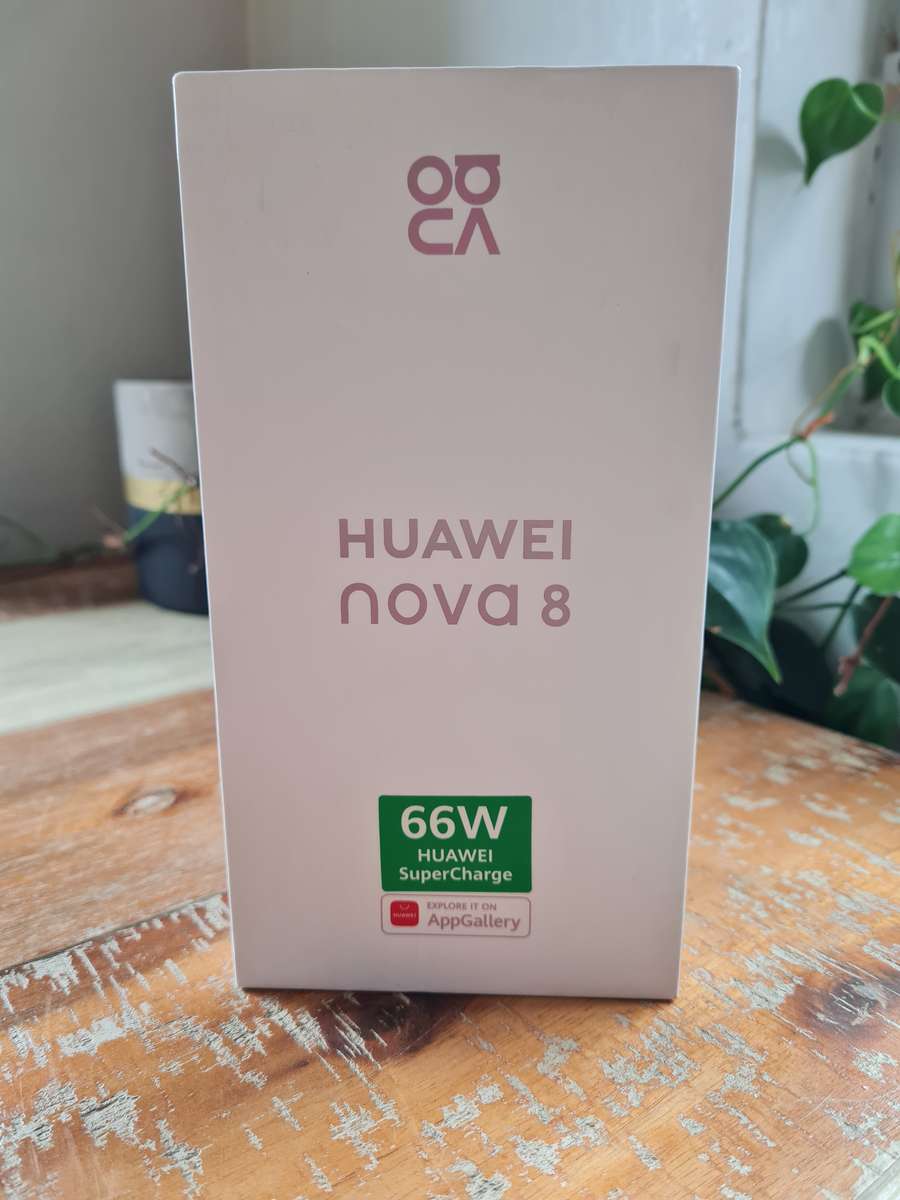 HUAWEI
nova 8
66W
HUAWEI
SuperCharge
HUAWEI
EXPLORE IT ON
AppGallery